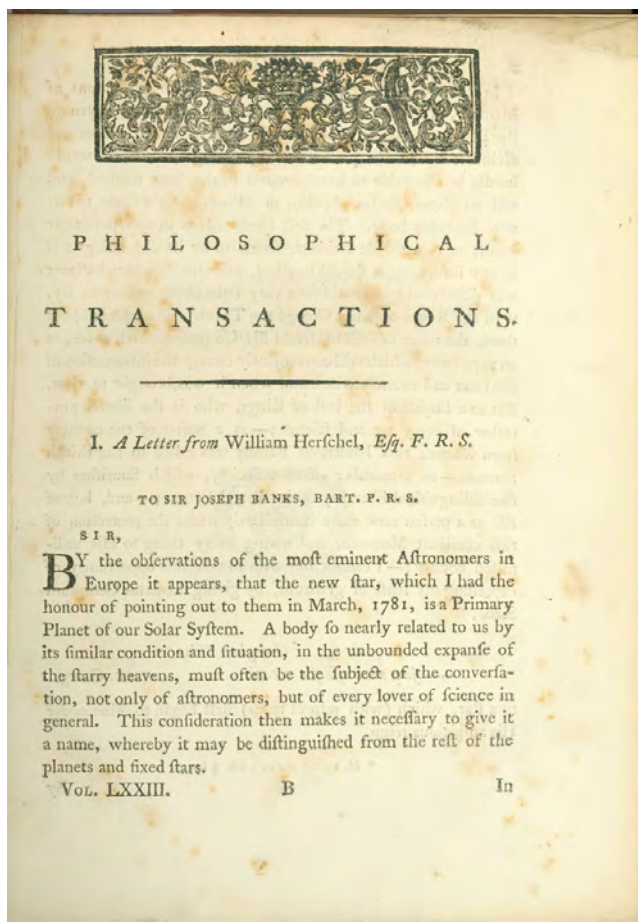 PHILOSOPHICAL
TRANSACTIONS.
I. A Letter from William Herſchel, Eſq. F. R. S.
TO SIR JOSEPH BANKS, BART. P. R. S.
SIR,
BY the obſervations of the moſt eminent Aſtronomers in
Europe it appears, that the new ſtar, which I had the
honour of pointing out to them in March, 1781, is a Primary
Planet of our Solar Syſtem. A body ſo nearly related to us by
its ſimilar condition and ſituation, in the unbounded expanſe of
the ſtarry heavens, muſt often be the ſubject of the converſa-
tion, not only of aſtronomers, but of every lover of ſcience in
general. This conſideration then makes it neceſſary to give it
a name, whereby it may be diſtinguiſhed from the reſt of the
planets and fixed ſtars.
VOL. LXXIII. B In